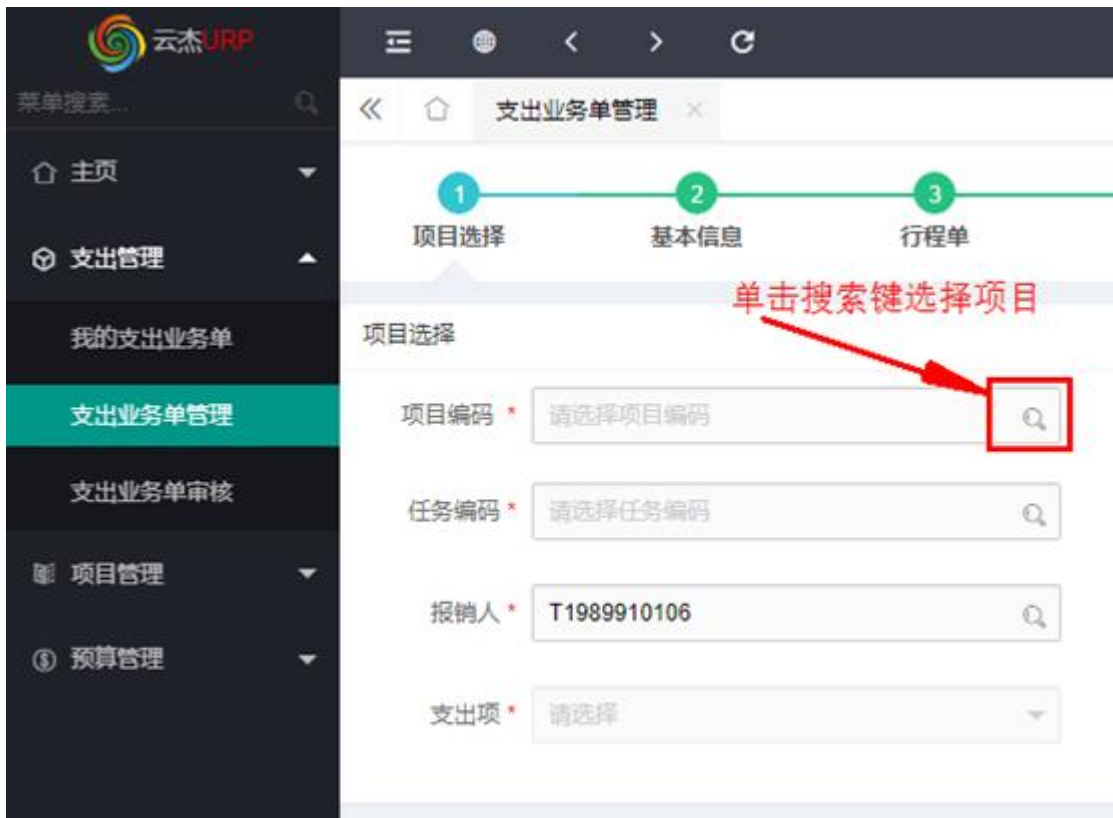 云杰URP
菜单搜索...
主页
支出管理
我的支出业务单
支出业务单管理
支出业务单审核
项目管理
预算管理
支出业务单管理
1
2
3
项目选择
基本信息
行程单
单击搜索键选择项目
项目选择
项目编码 * 请选择项目编码
任务编码 * 请选择任务编码
报销人 * T1989910106
支出项 * 请选择